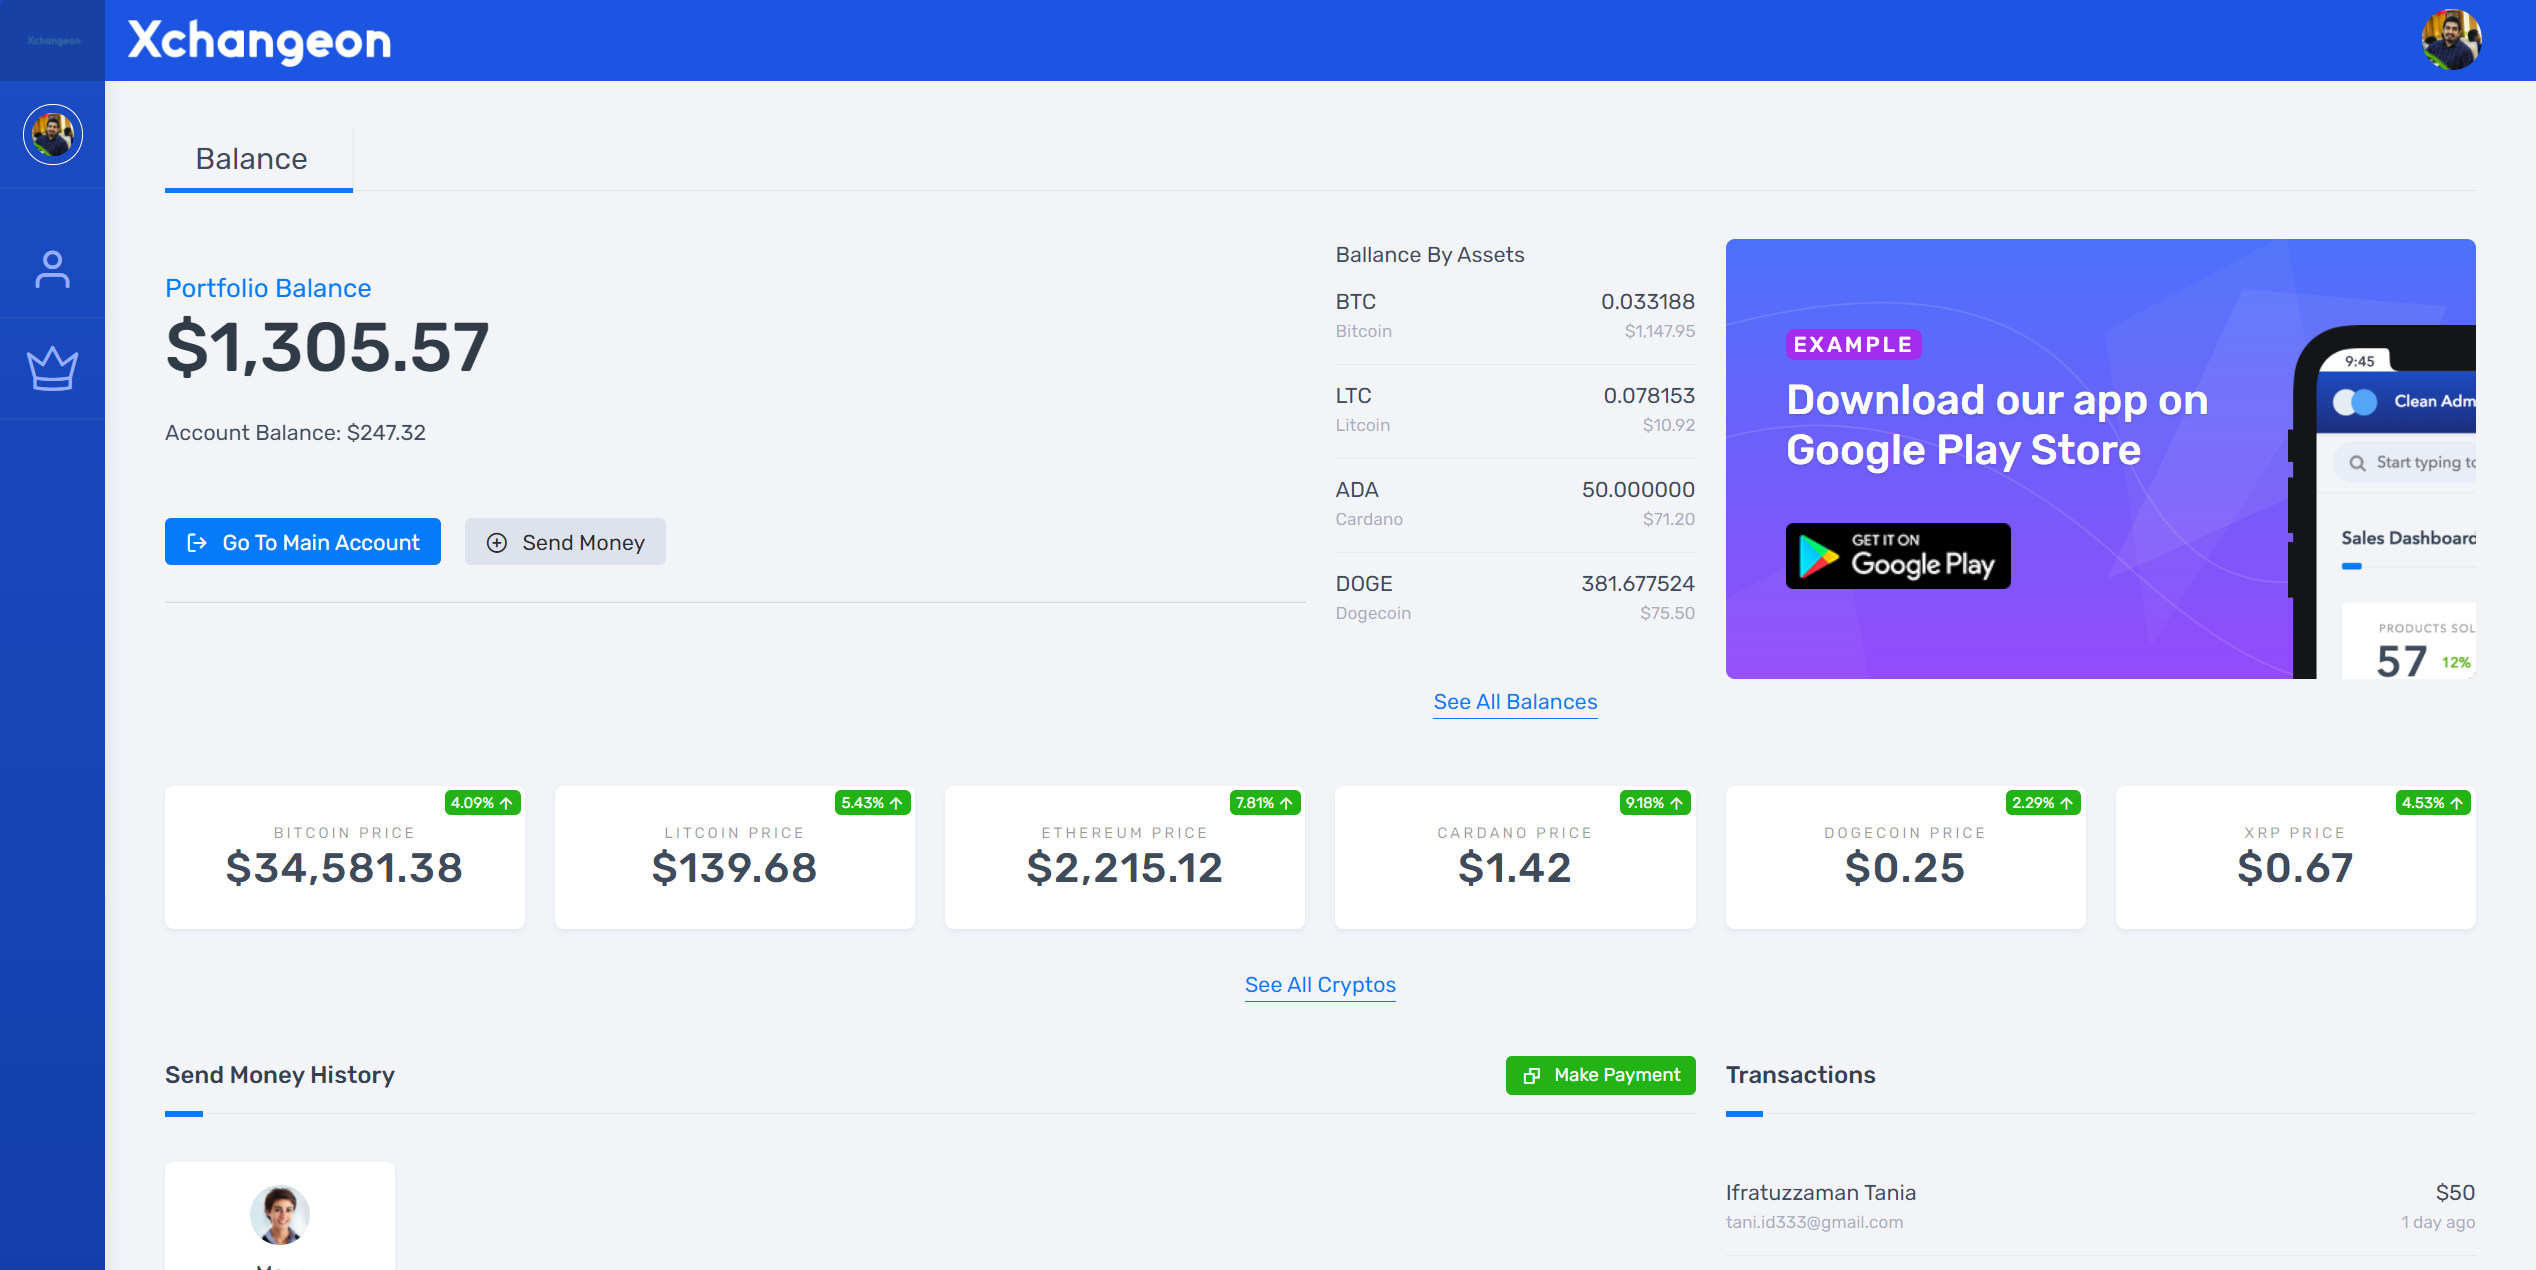 Xchangeon
Xchangeon
Balance
Portfolio Balance
$1,305.57
Account Balance: $247.32
Go To Main Account
Send Money
Ballance By Assets
BTC 0.033188
Bitcoin $1,147.95
LTC 0.078153
Litcoin $10.92
ADA 50.000000
Cardano $71.20
DOGE 381.677524
Dogecoin $75.50
See All Balances
EXAMPLE
Download our app on
Google Play Store
GET IT ON
Google Play
9:45
Clean Adm
Start typing to
Sales Dashboard
PRODUCTS SOL
57 12%
4.09%
BITCOIN PRICE
$34,581.38
5.43%
LITCOIN PRICE
$139.68
7.81%
ETHEREUM PRICE
$2,215.12
9.18%
CARDANO PRICE
$1.42
2.29%
DOGECOIN PRICE
$0.25
4.53%
XRP PRICE
$0.67
See All Cryptos
Send Money History
Make Payment
Transactions
Ifratuzzaman Tania $50
tani.id333@gmail.com 1 day ago